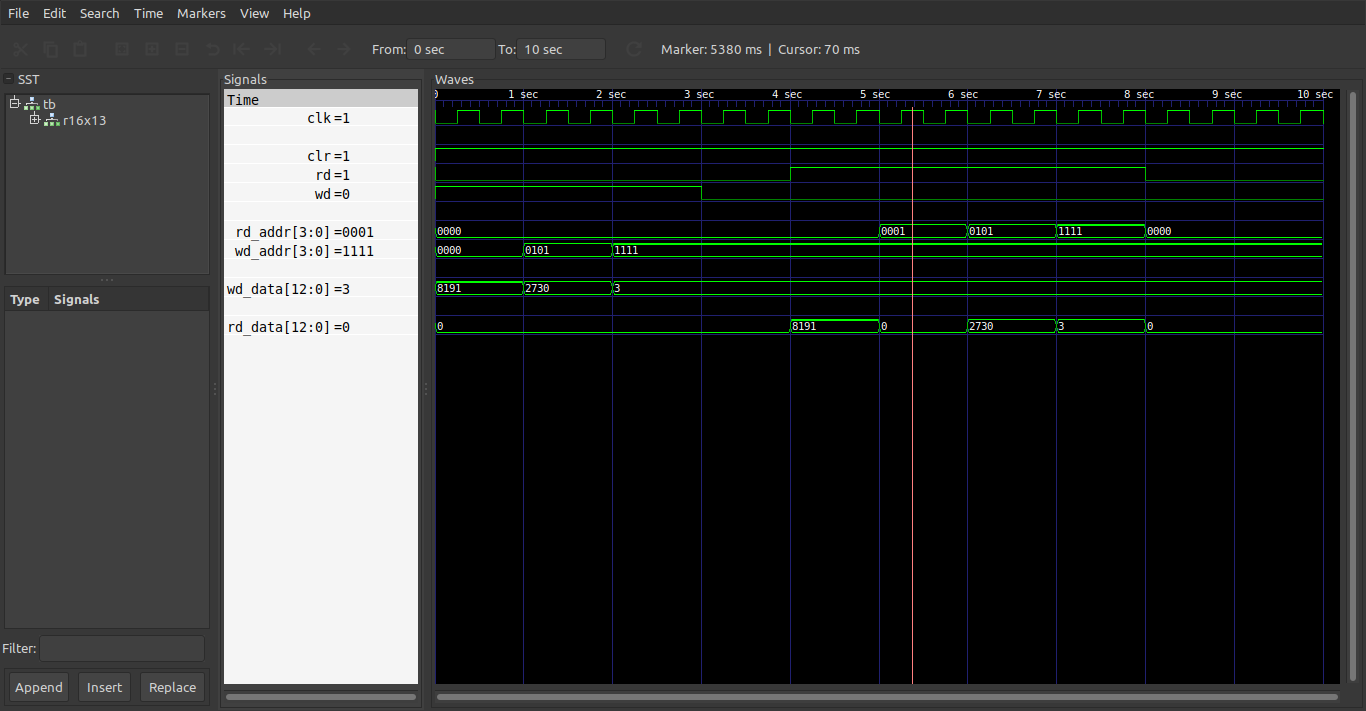 File Edit Search Time Markers View Help
From: 0 sec To: 10 sec Marker: 5380 ms | Cursor: 70 ms
SST
tb
r16x13
Type Signals
Filter:
Append Insert Replace
Signals
Time
clk=1
clr=1
rd=1
wd=0
rd_addr[3:0]=0001
wd_addr[3:0]=1111
wd_data[12:0]=3
rd_data[12:0]=0
Waves
0 1 sec 2 sec 3 sec 4 sec 5 sec 6 sec 7 sec 8 sec 9 sec 10 sec
0000 0001 0101 1111 0000
0000 0101 1111
8191 2730 3
0 8191 0 2730 3 0